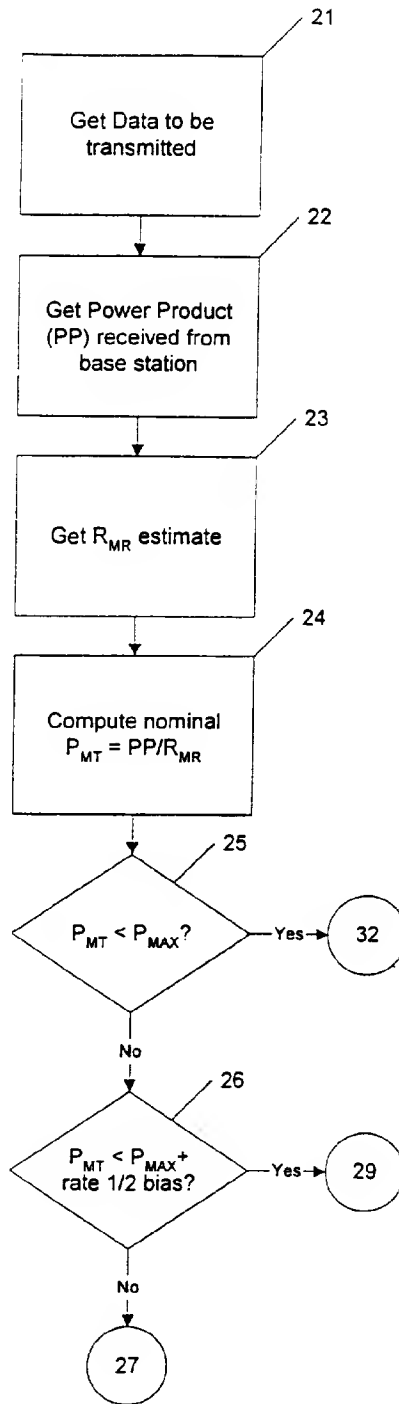 21
Get Data to be
transmitted
22
Get Power Product
(PP) received from
base station
23
Get R_MR estimate
24
Compute nominal
P_MT = PP/R_MR
25
P_MT < P_MAX?
Yes
32
No
26
P_MT < P_MAX+
rate 1/2 bias?
Yes
29
No
27